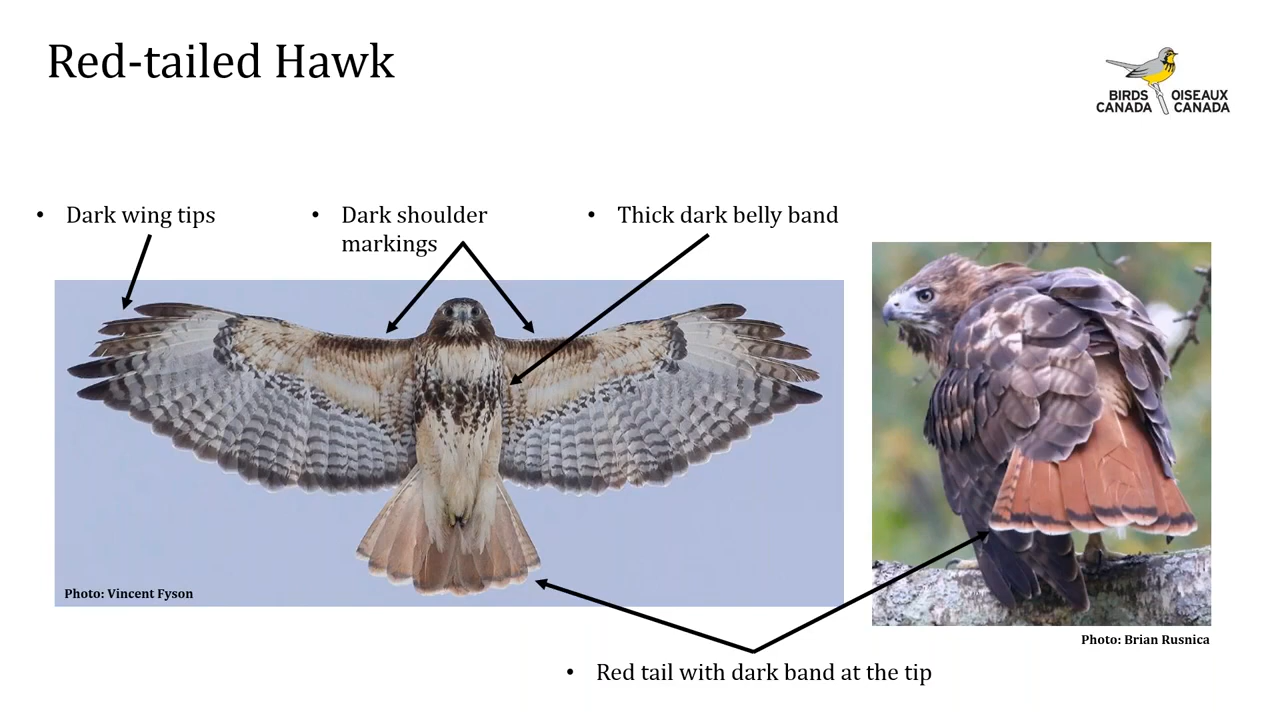 Red-tailed Hawk
BIRDS OISEAUX
CANADA CANADA
• Dark wing tips
• Dark shoulder
markings
• Thick dark belly band
Photo: Vincent Fyson
Photo: Brian Rusnica
• Red tail with dark band at the tip